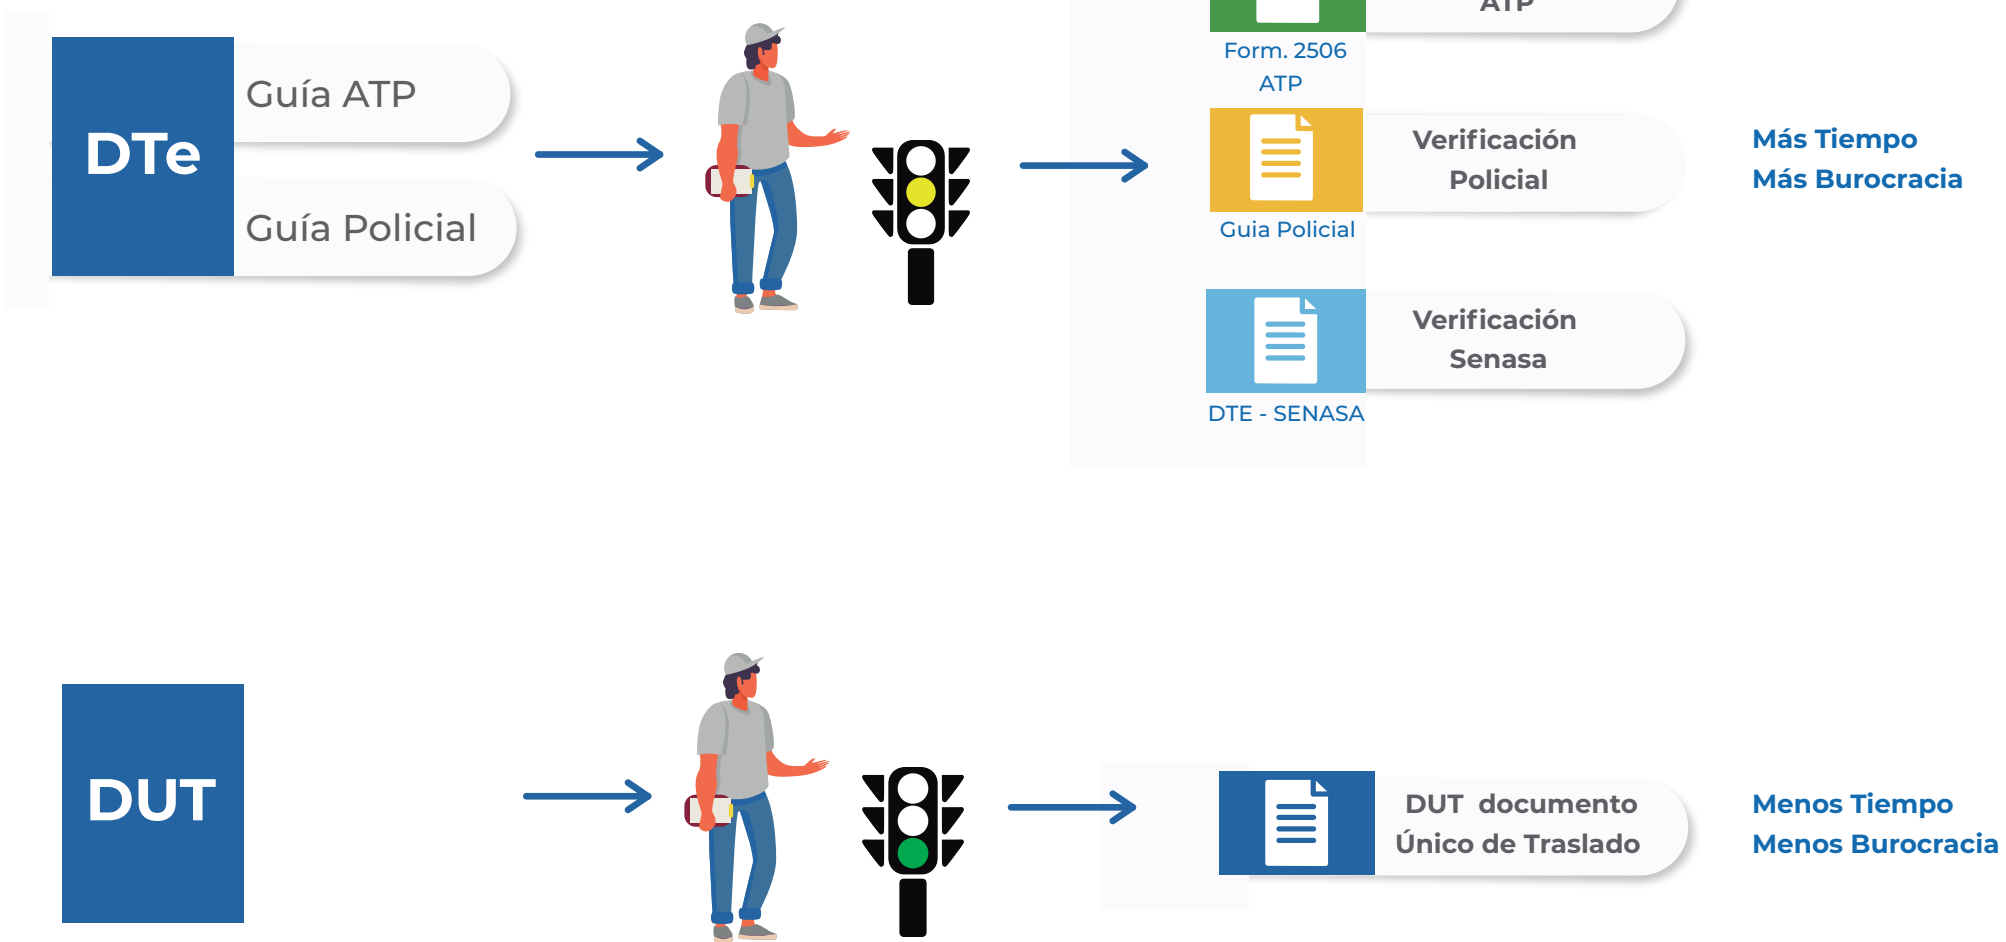 ATP
Form. 2506
ATP
DTe
Guía ATP
Guía Policial
Verificación
Policial
Guia Policial
Más Tiempo
Más Burocracia
Verificación
Senasa
DTE - SENASA
DUT
DUT documento
Único de Traslado
Menos Tiempo
Menos Burocracia